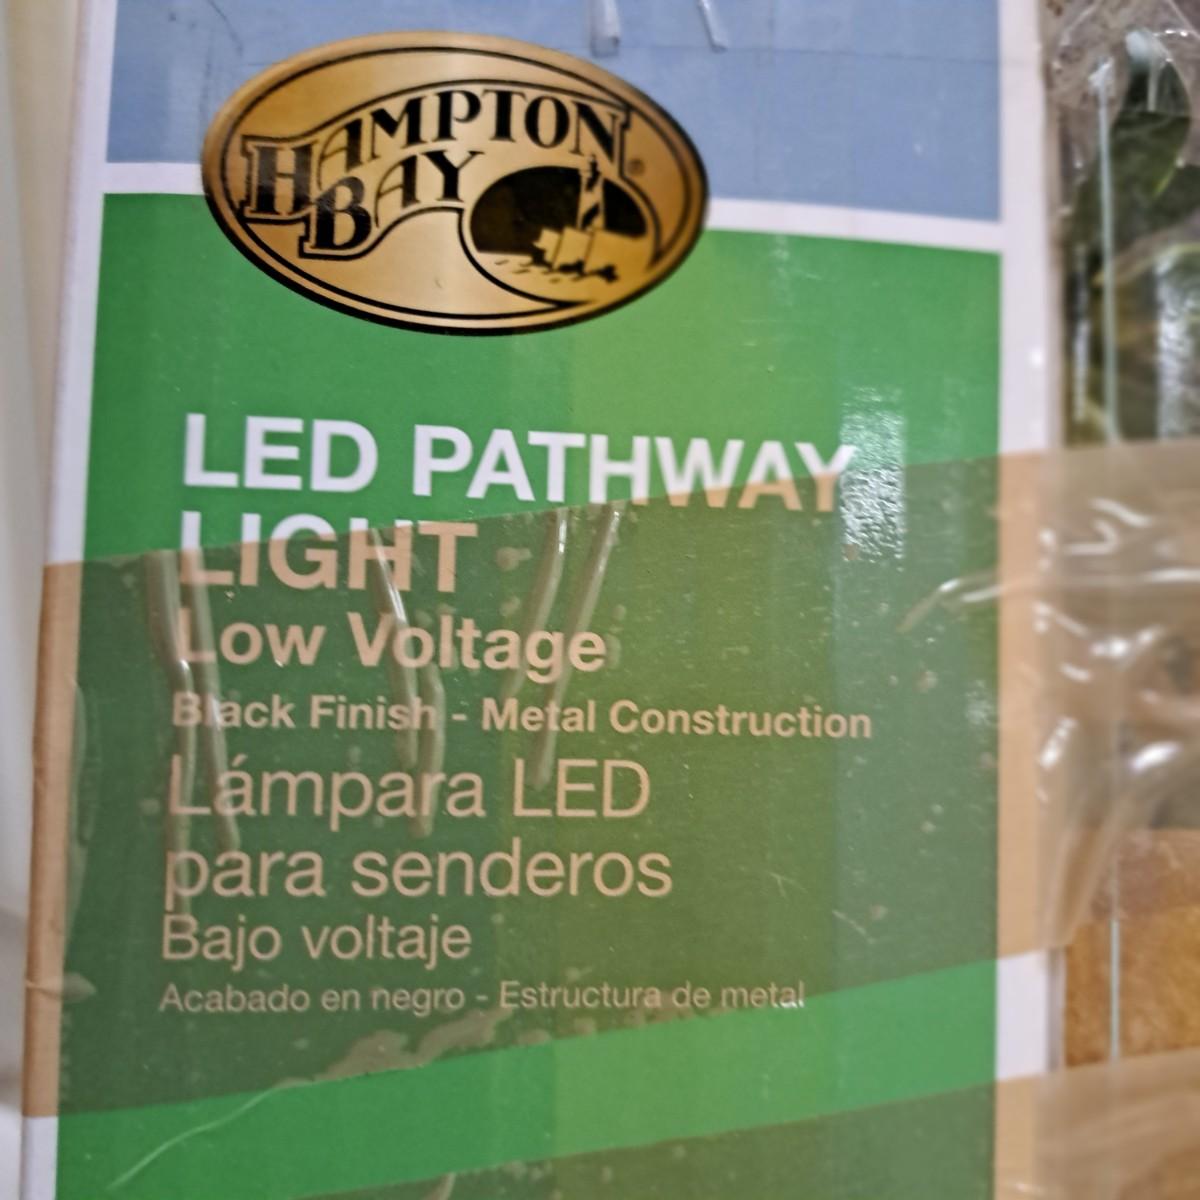 HAMPTON
BAY
LED PATHWAY
LIGHT
Low Voltage
Black Finish - Metal Construction
Lámpara LED
para senderos
Bajo voltaje
Acabado en negro - Estructura de metal